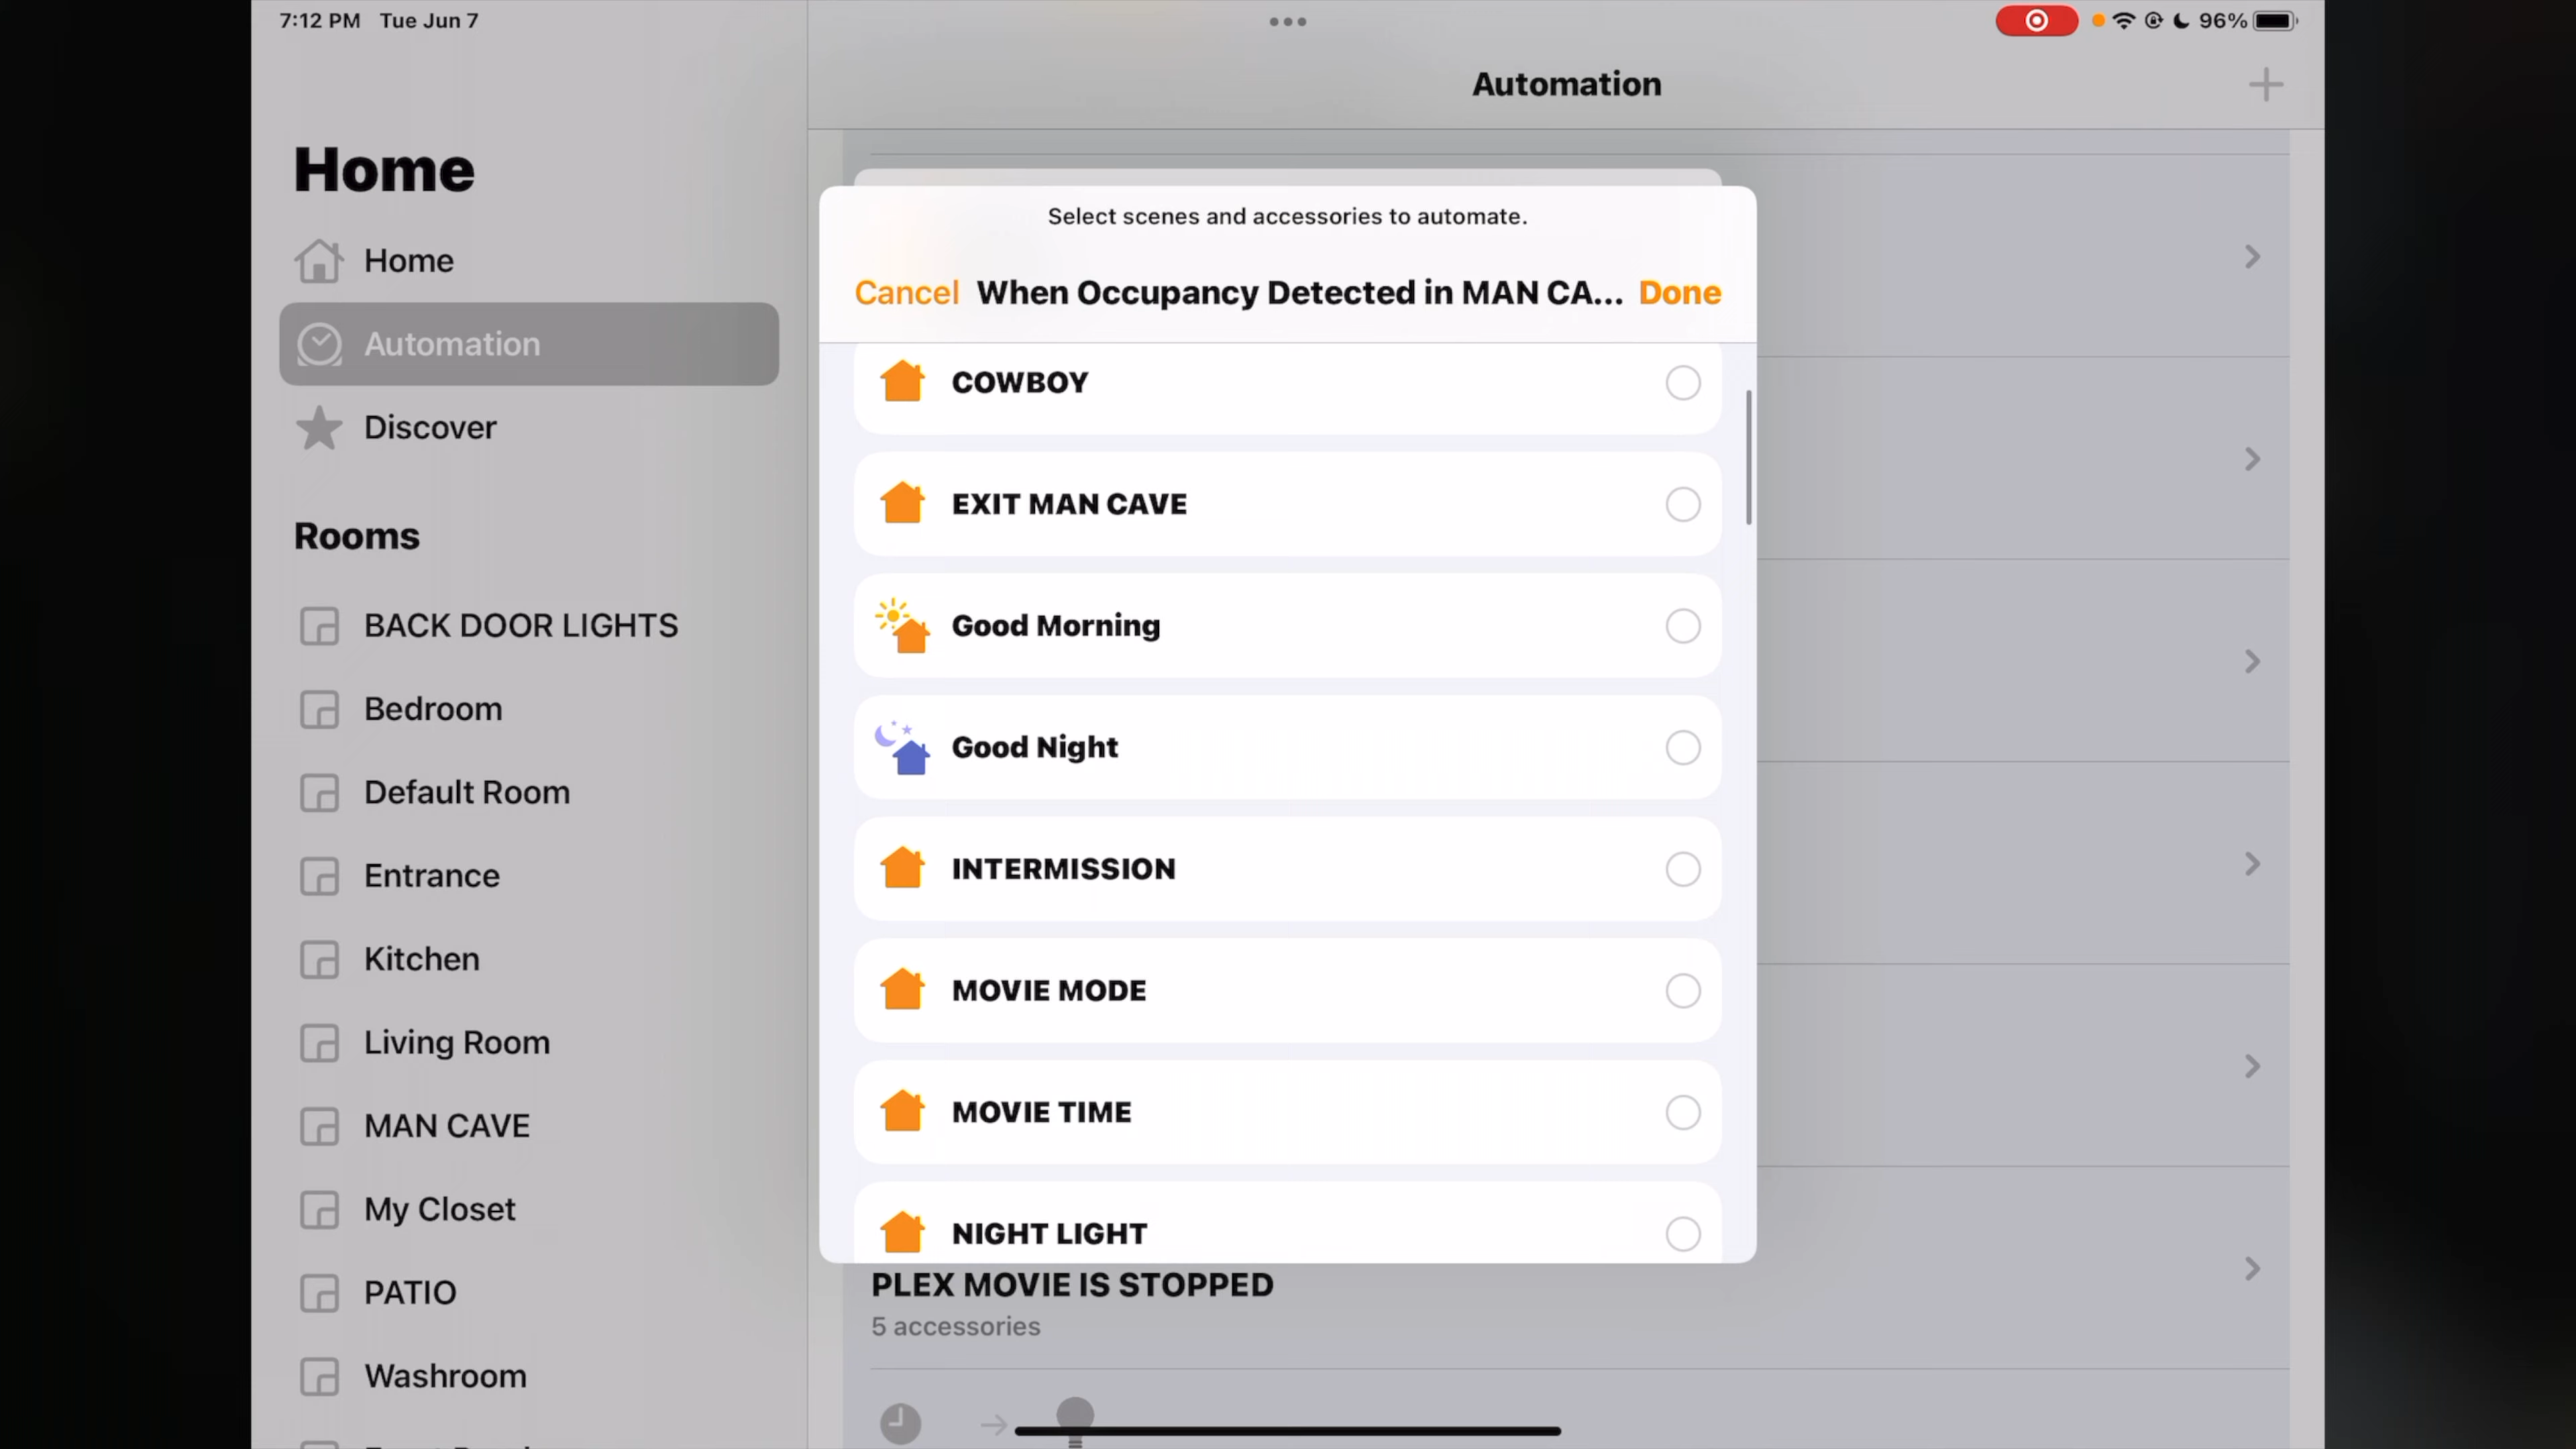 7:12 PM Tue Jun 7
96%
Automation
Home
Home
Automation
Discover
Rooms
BACK DOOR LIGHTS
Bedroom
Default Room
Entrance
Kitchen
Living Room
MAN CAVE
My Closet
PATIO
Washroom
Select scenes and accessories to automate.
Cancel When Occupancy Detected in MAN CA... Done
COWBOY
EXIT MAN CAVE
Good Morning
Good Night
INTERMISSION
MOVIE MODE
MOVIE TIME
NIGHT LIGHT
PLEX MOVIE IS STOPPED
5 accessories